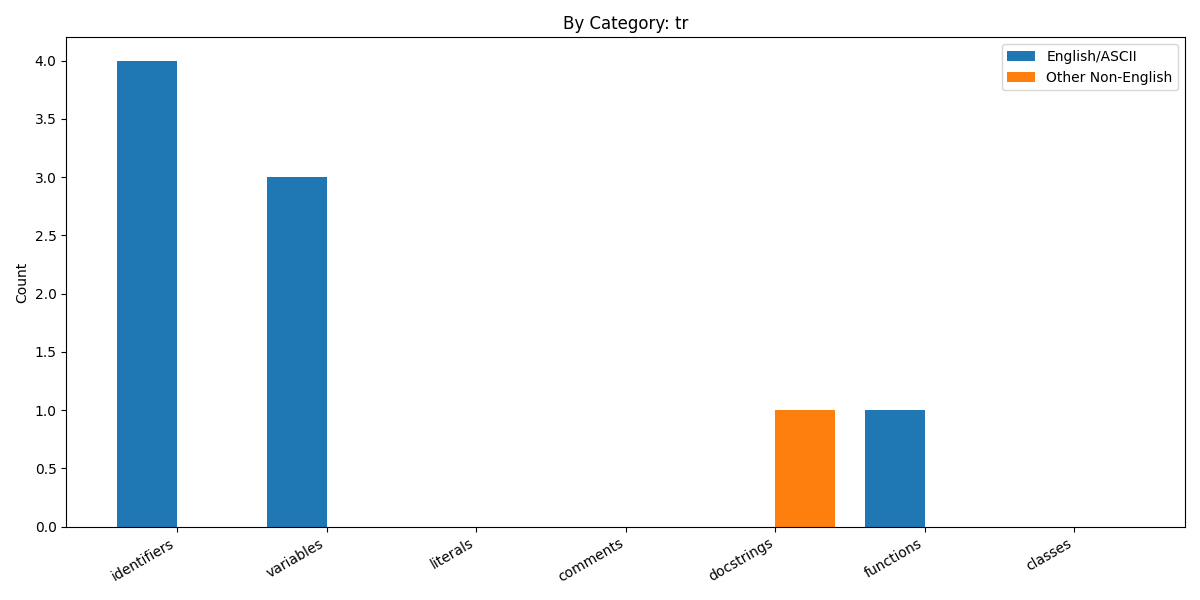 By Category: tr
English/ASCII
Other Non-English
Count
4.0
3.5
3.0
2.5
2.0
1.5
1.0
0.5
0.0
identifiers
variables
literals
comments
docstrings
functions
classes